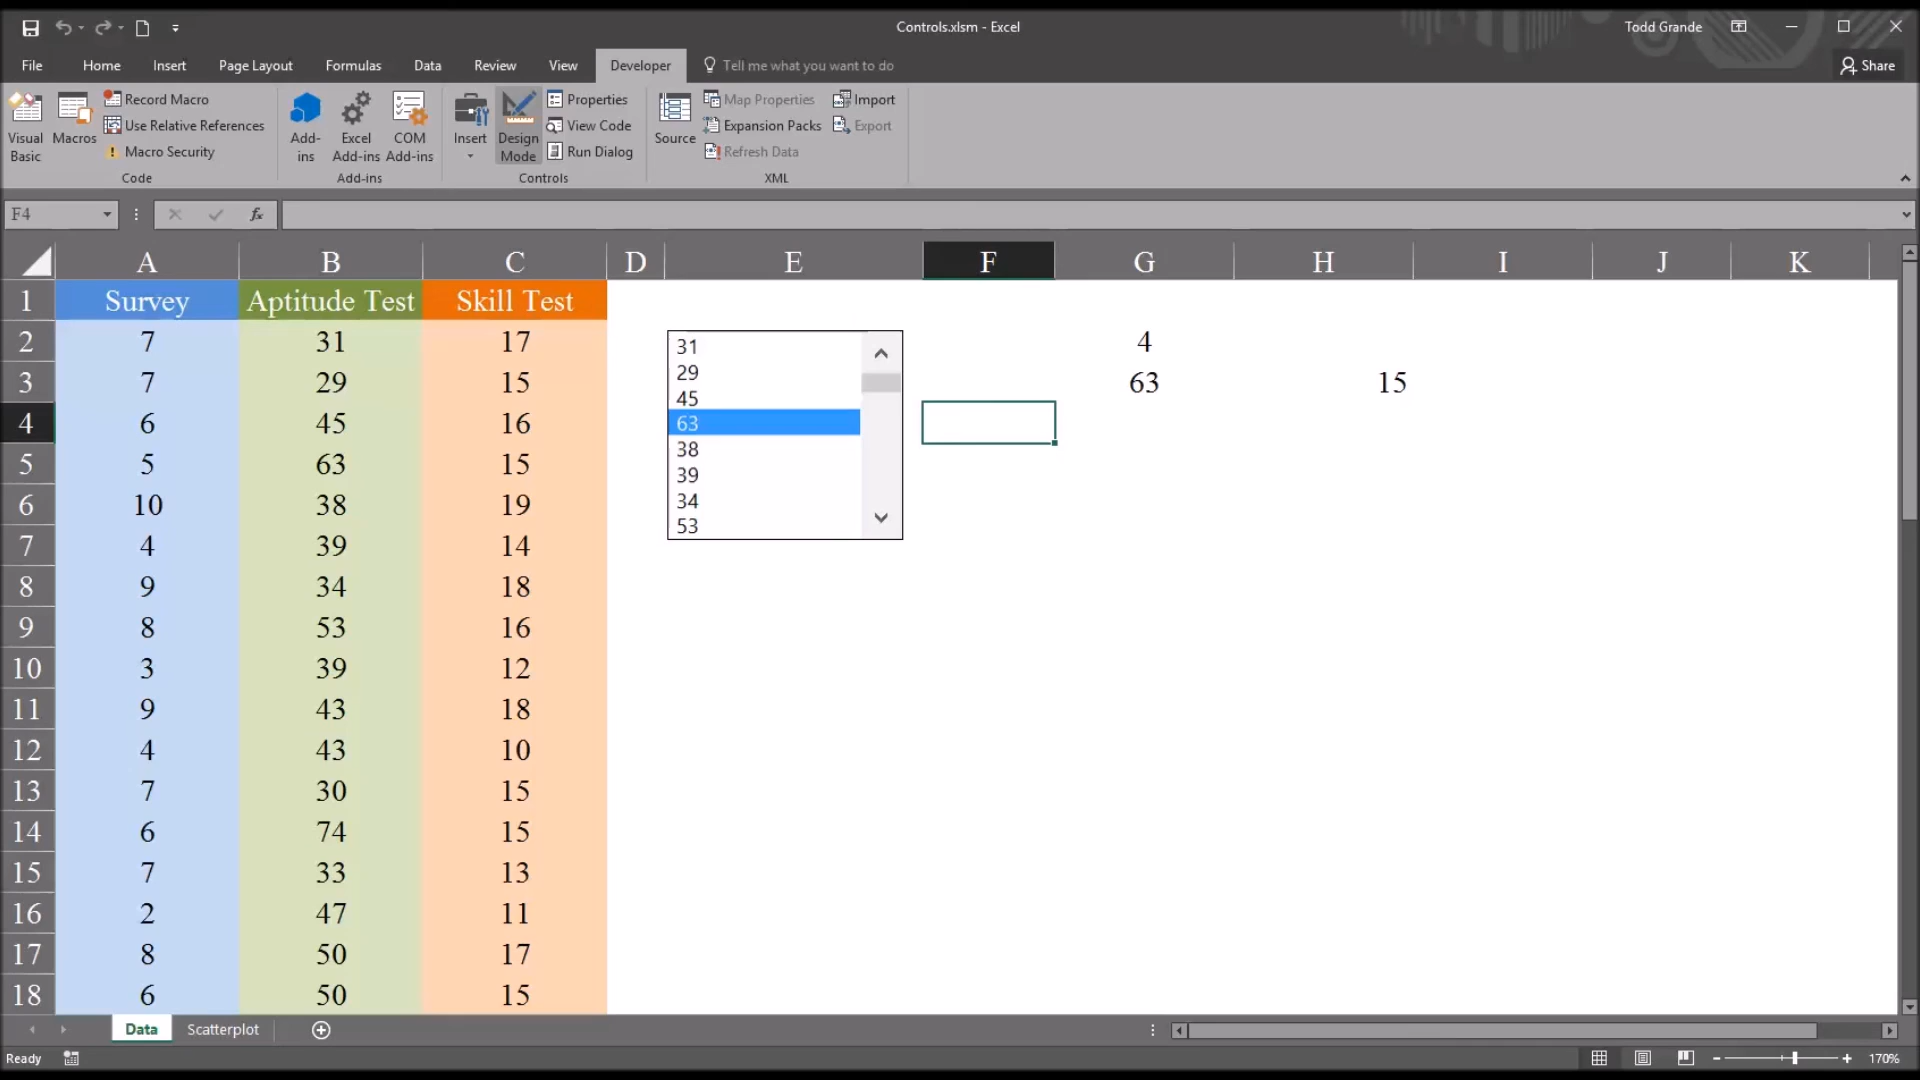 Controls.xlsm - Excel
Todd Grande
File Home Insert Page Layout Formulas Data Review View Developer Tell me what you want to do Share
Visual Basic
Macros
Record Macro
Use Relative References
! Macro Security
Code
Add-ins
Excel Add-ins
COM Add-ins
Add-ins
Insert
Design Mode
Properties
View Code
Run Dialog
Controls
Source
Map Properties
Expansion Packs
Refresh Data
Import
Export
XML
F4 fx
A B C D E F G H I J K
1 Survey Aptitude Test Skill Test
2 7 31 17 4
3 7 29 15 63 15
4 6 45 16
5 5 63 15
6 10 38 19
7 4 39 14
8 9 34 18
9 8 53 16
10 3 39 12
11 9 43 18
12 4 43 10
13 7 30 15
14 6 74 15
15 7 33 13
16 2 47 11
17 8 50 17
18 6 50 15
31
29
45
63
38
39
34
53
Data Scatterplot
Ready 170%